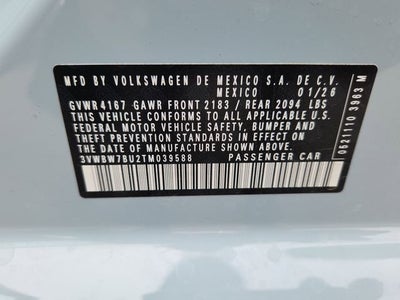 MFD. BY VOLKSWAGEN DE MEXICO S.A. DE C.V.
MEXICO 01/26
GVWR 4167 GAWR FRONT 2183 / REAR 2094 LBS
THIS VEHICLE CONFORMS TO ALL APPLICABLE U.S.
FEDERAL MOTOR VEHICLE SAFETY, BUMPER AND
THEFT PREVENTION STANDARDS IN EFFECT ON
THE DATE OF MANUFACTURE SHOWN ABOVE.
3VWBW7BU2TM039588 PASSENGER CAR
0621110 3963 M